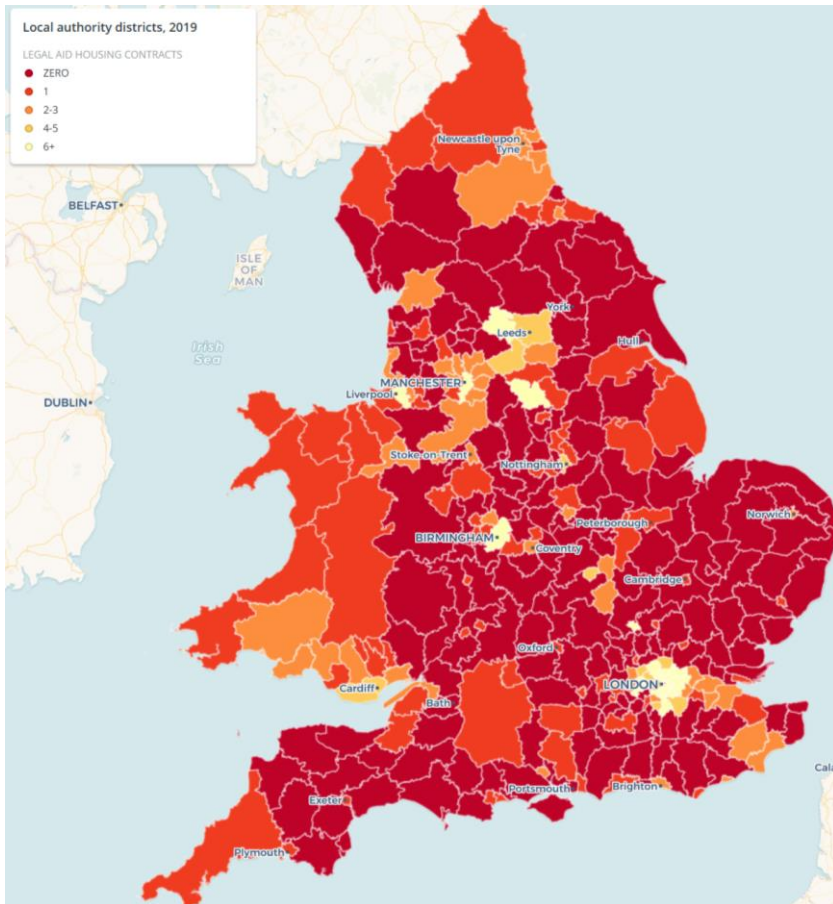 Local authority districts, 2019
LEGAL AID HOUSING CONTRACTS
ZERO
1
2-3
4-5
6+
Newcastle upon
Tyne
BELFAST
ISLE
OF
MAN
York
Irish
Sea
Leeds
Hull
MANCHESTER
Liverpool
DUBLIN
Stoke-on-Trent
Nottingham
Norwich
Peterborough
BIRMINGHAM
Coventry
Cambridge
Oxford
Cardiff
LONDON
Bath
Cala
Portsmouth
Brighton
Exeter
Plymouth